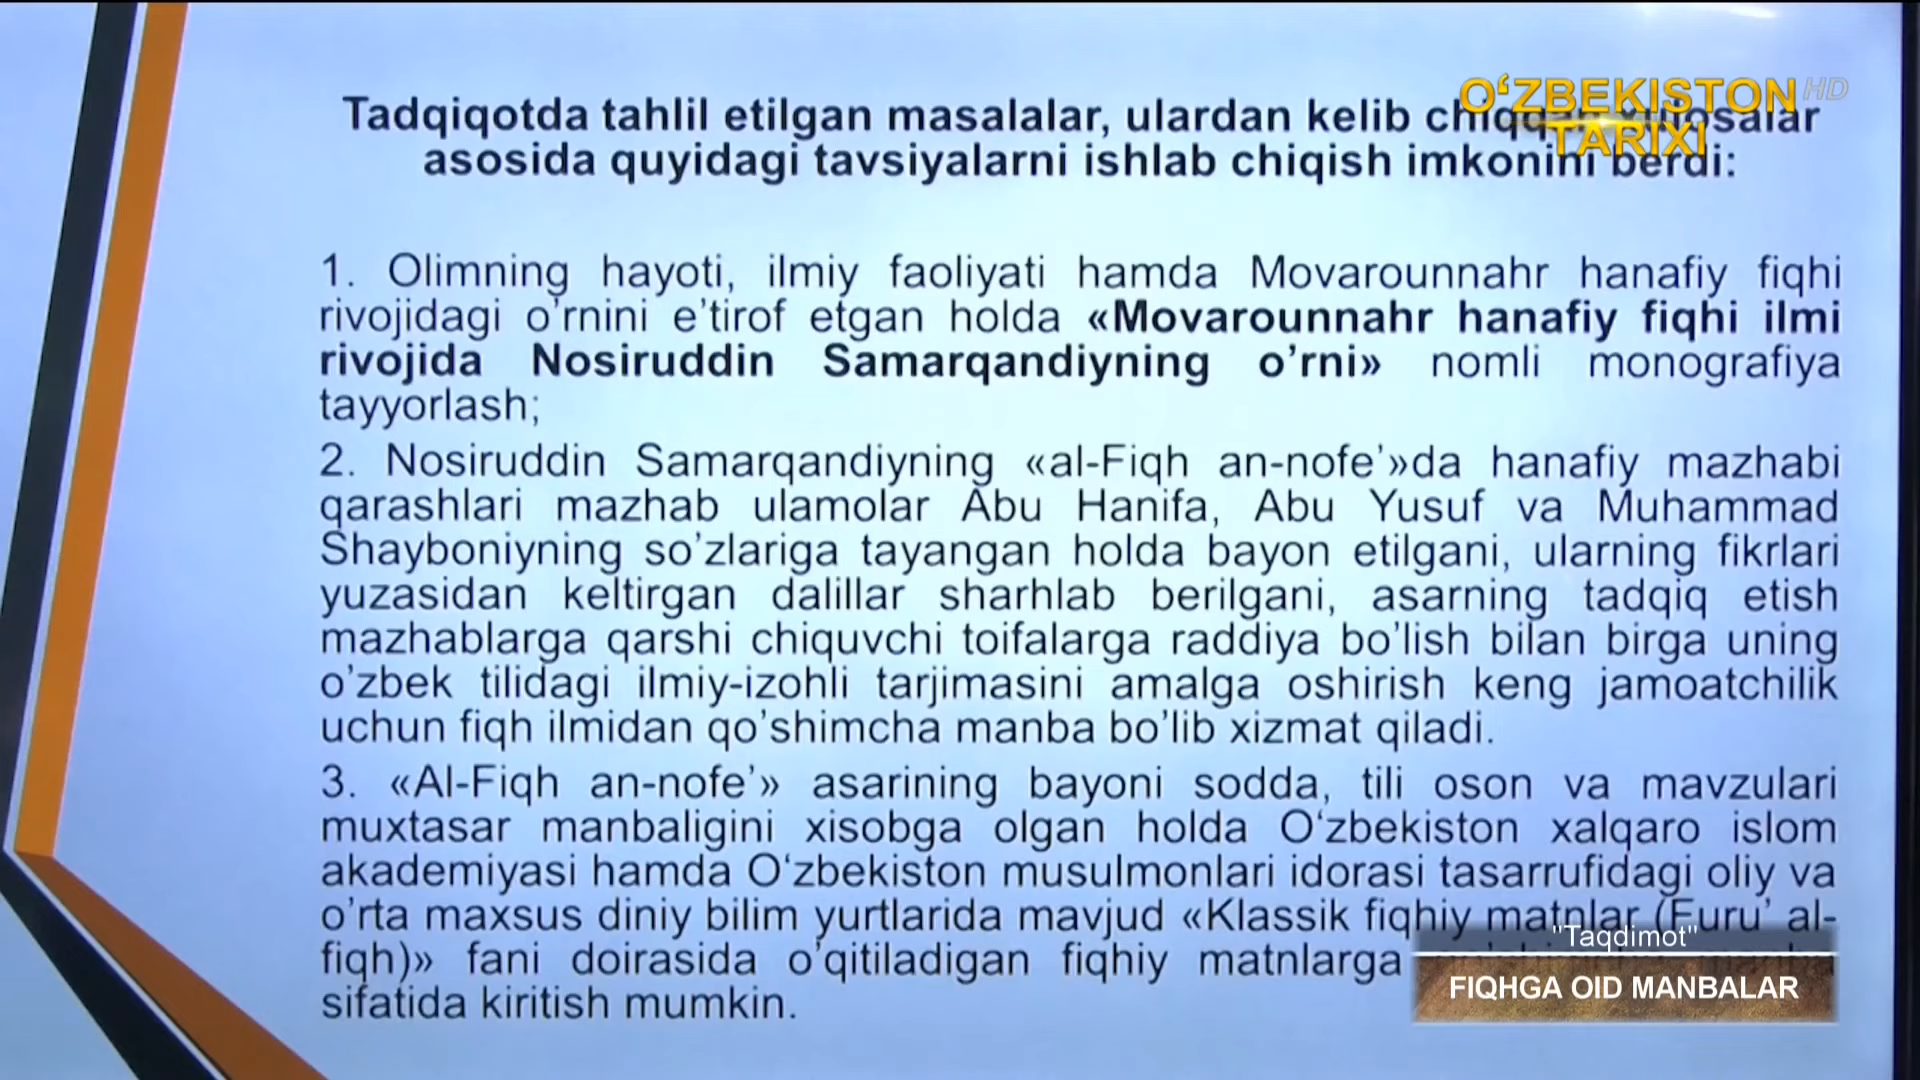 O‘ZBEKISTON HD
TARIXI
Tadqiqotda tahlil etilgan masalalar, ulardan kelib
asosida quyidagi tavsiyalarni ishlab chiqish imkonini berdi:
1. Olimning hayoti, ilmiy faoliyati hamda Movarounnahr hanafiy fiqhi
rivojidagi o’rnini e’tirof etgan holda «Movarounnahr hanafiy fiqhi ilmi
rivojida Nosiruddin Samarqandiyning o’rni» nomli monografiya
tayyorlash;
2. Nosiruddin Samarqandiyning «al-Fiqh an-nofe’»da hanafiy mazhabi
qarashlari mazhab ulamolar Abu Hanifa, Abu Yusuf va Muhammad
Shayboniyning so’zlariga tayangan holda bayon etilgani, ularning fikrlari
yuzasidan keltirgan dalillar sharhlab berilgani, asarning tadqiq etish
mazhablarga qarshi chiquvchi toifalarga raddiya bo’lish bilan birga uning
o’zbek tilidagi ilmiy-izohli tarjimasini amalga oshirish keng jamoatchilik
uchun fiqh ilmidan qo’shimcha manba bo’lib xizmat qiladi.
3. «Al-Fiqh an-nofe’» asarining bayoni sodda, tili oson va mavzulari
muxtasar manbaligini xisobga olgan holda O‘zbekiston xalqaro islom
akademiyasi hamda O‘zbekiston musulmonlari idorasi tasarrufidagi oliy va
o’rta maxsus diniy bilim yurtlarida mavjud «Klassik fiqhiy matnlar (Furu’ al-
fiqh)» fani doirasida o’qitiladigan fiqhiy matnlarga
sifatida kiritish mumkin.
"Taqdimot"
FIQHGA OID MANBALAR